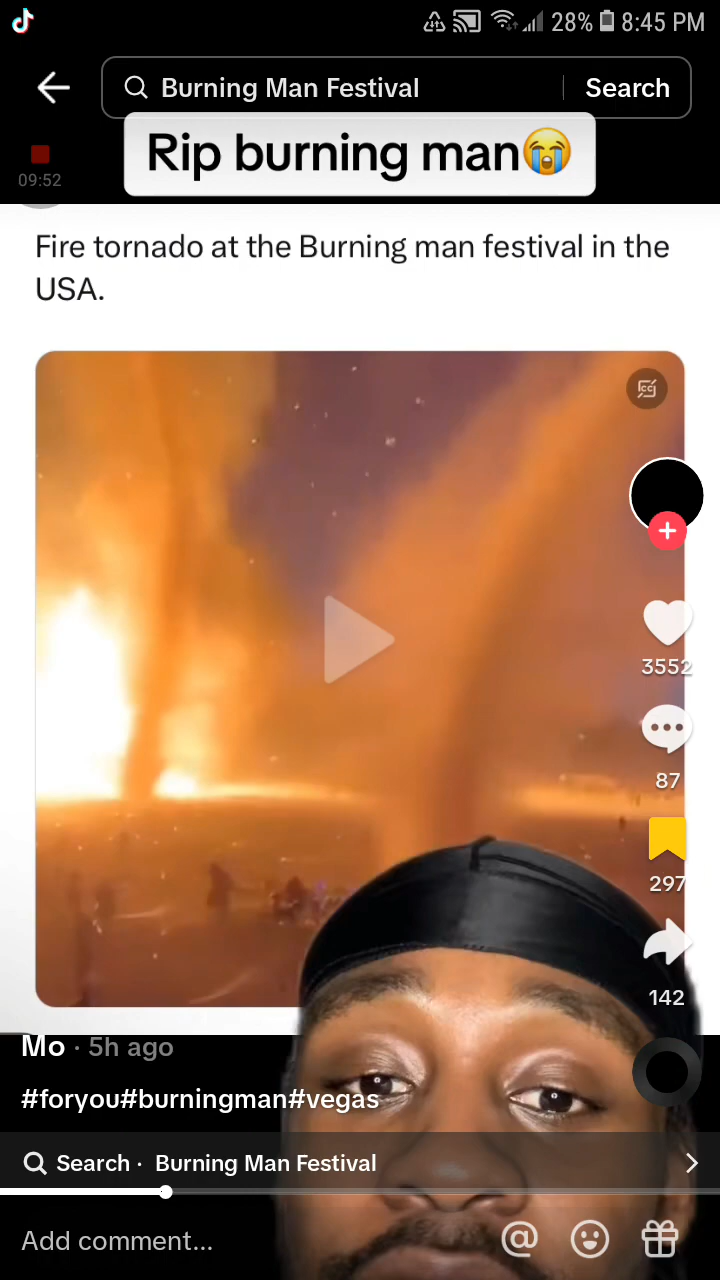 28% 8:45 PM
Burning Man Festival Search
Rip burning man😭
09:52
Fire tornado at the Burning man festival in the
USA.
3552
87
297
142
Mo · 5h ago
#foryou#burningman#vegas
Search · Burning Man Festival
Add comment...